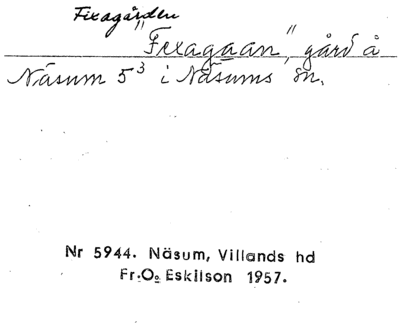 Fixagården
"Fixagaan", gård å
Näsum 5³ i Näsums sn.
Nr 5944. Näsum, Villands hd
Fr.O. Eskilson 1957.